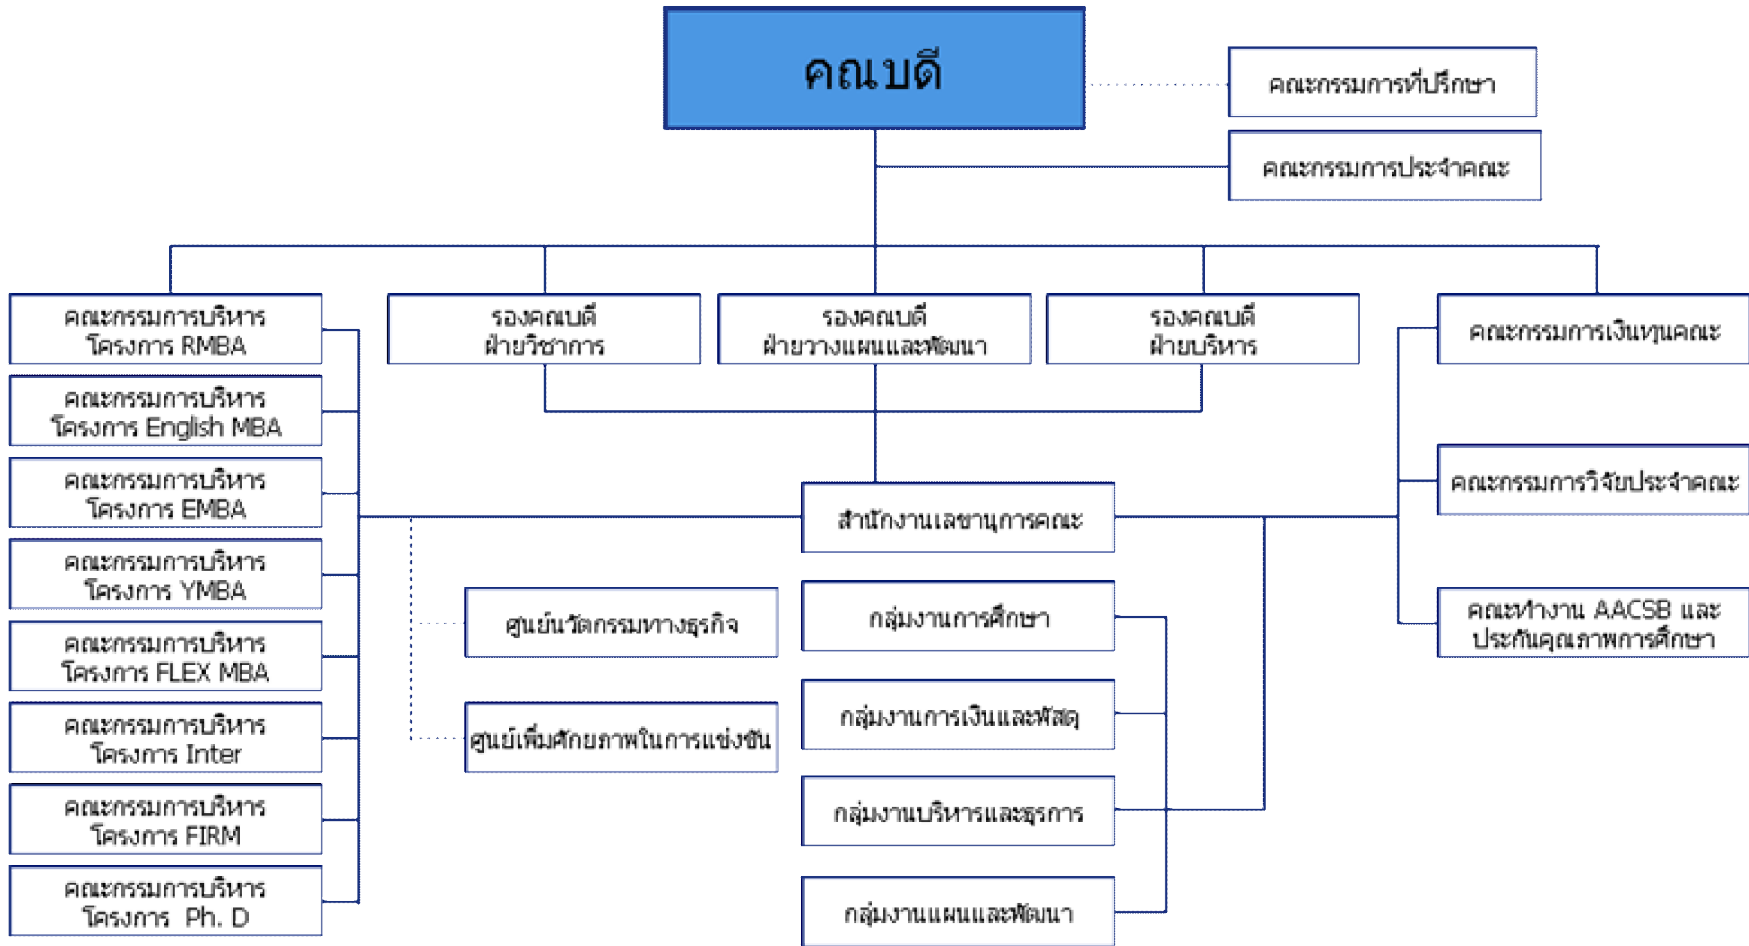 คณบดี
คณะกรรมการที่ปรึกษา
คณะกรรมการประจำคณะ
คณะกรรมการบริหาร
โครงการ RMBA
รองคณบดี
ฝ่ายวิชาการ
รองคณบดี
ฝ่ายวางแผนและพัฒนา
รองคณบดี
ฝ่ายบริหาร
คณะกรรมการเงินทุนคณะ
คณะกรรมการบริหาร
โครงการ English MBA
คณะกรรมการบริหาร
โครงการ EMBA
คณะกรรมการวิจัยประจำคณะ
สำนักงานเลขานุการคณะ
คณะกรรมการบริหาร
โครงการ YMBA
ศูนย์นวัตกรรมทางธุรกิจ
กลุ่มงานการศึกษา
คณะทำงาน AACSB และ
ประกันคุณภาพการศึกษา
คณะกรรมการบริหาร
โครงการ FLEX MBA
คณะกรรมการบริหาร
โครงการ Inter
ศูนย์เพิ่มศักยภาพในการแข่งขัน
กลุ่มงานการเงินและพัสดุ
คณะกรรมการบริหาร
โครงการ FIRM
กลุ่มงานบริหารและธุรการ
คณะกรรมการบริหาร
โครงการ Ph. D
กลุ่มงานแผนและพัฒนา